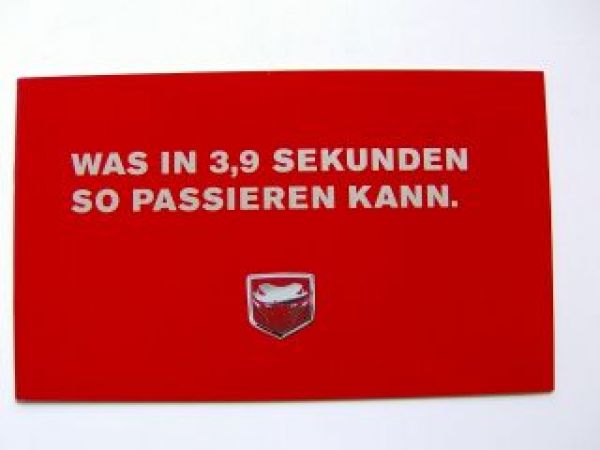 WAS IN 3,9 SEKUNDEN
SO PASSIEREN KANN.